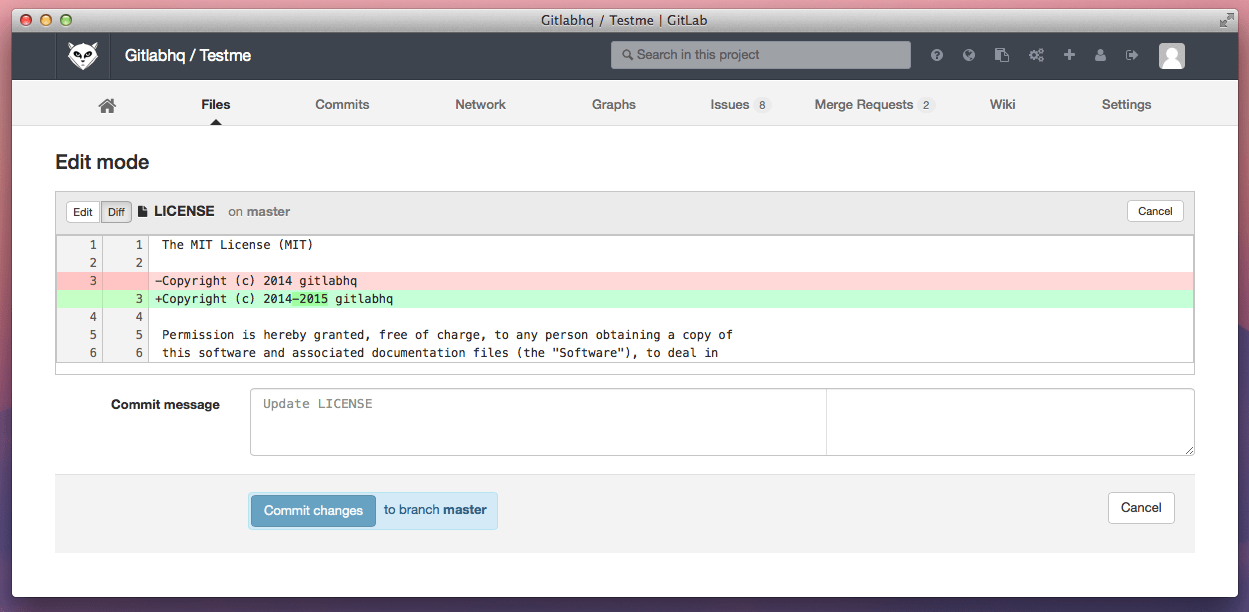 Gitlabhq / Testme | GitLab
Gitlabhq / Testme
Search in this project
Files Commits Network Graphs Issues 8 Merge Requests 2 Wiki Settings
Edit mode
Edit Diff LICENSE on master Cancel
1 1 The MIT License (MIT)
2 2
3 -Copyright (c) 2014 gitlabhq
3 +Copyright (c) 2014-2015 gitlabhq
4 4
5 5 Permission is hereby granted, free of charge, to any person obtaining a copy of
6 6 this software and associated documentation files (the "Software"), to deal in
Commit message Update LICENSE
Commit changes to branch master Cancel